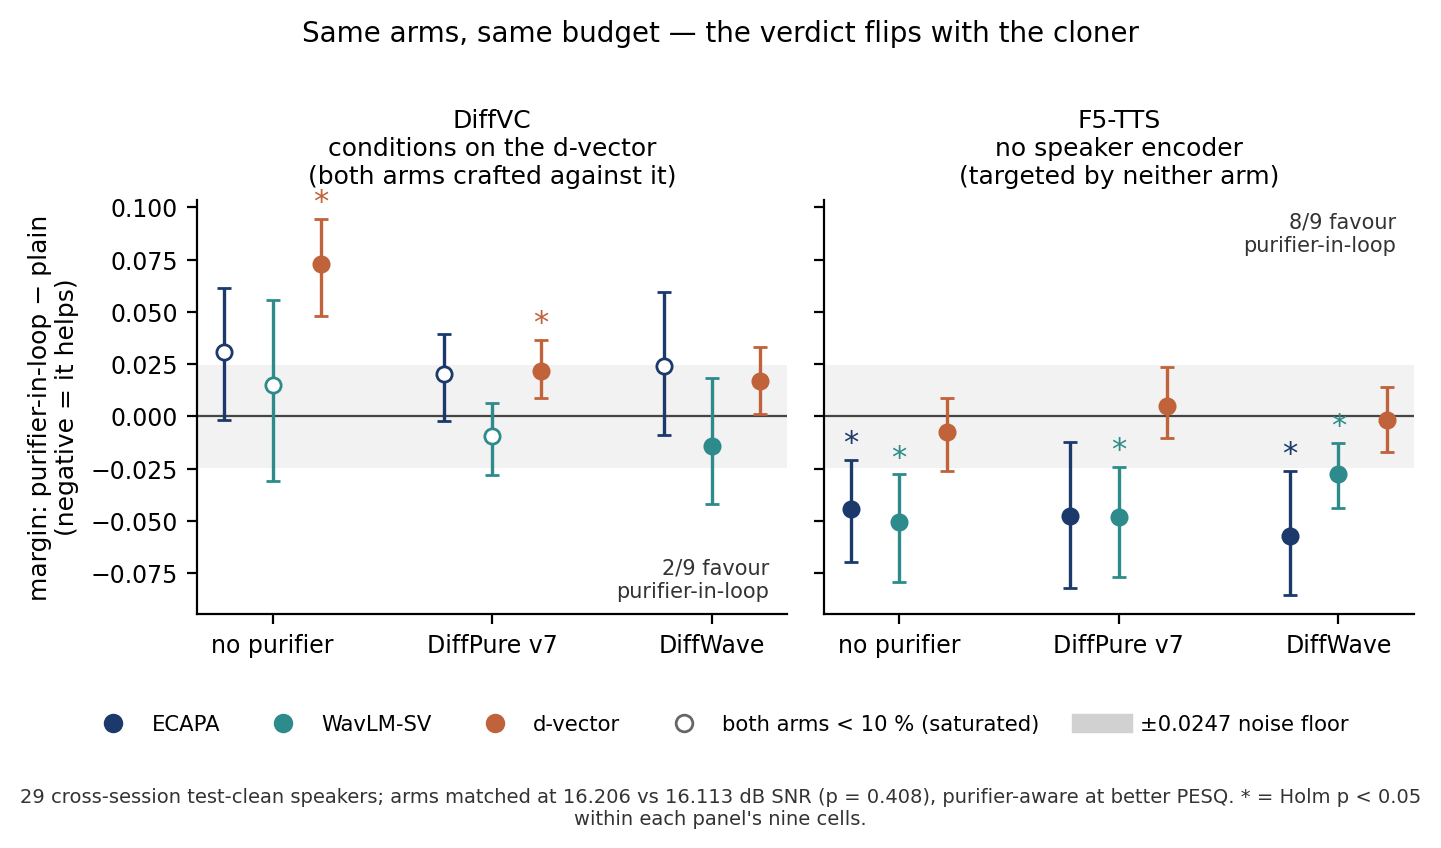 Same arms, same budget — the verdict flips with the cloner
DiffVC
conditions on the d-vector
(both arms crafted against it)
F5-TTS
no speaker encoder
(targeted by neither arm)
margin: purifier-in-loop − plain
(negative = it helps)
0.100
0.075
0.050
0.025
0.000
−0.025
−0.050
−0.075
*
*
2/9 favour
purifier-in-loop
no purifier
DiffPure v7
DiffWave
8/9 favour
purifier-in-loop
*
*
*
*
*
no purifier
DiffPure v7
DiffWave
ECAPA
WavLM-SV
d-vector
both arms < 10 % (saturated)
±0.0247 noise floor
29 cross-session test-clean speakers; arms matched at 16.206 vs 16.113 dB SNR (p = 0.408), purifier-aware at better PESQ. * = Holm p < 0.05
within each panel's nine cells.